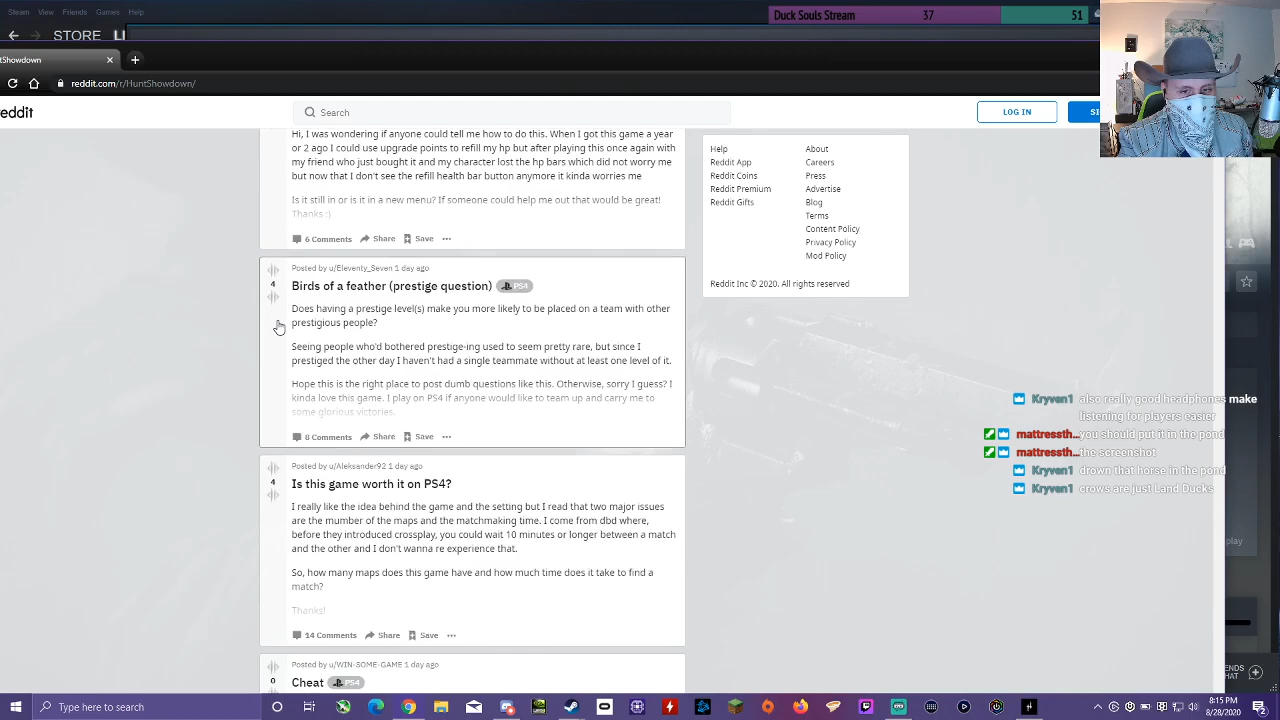 Steam View Friends Games Help
Duck Souls Stream 37 51
STORE
tShowdown
reddit.com/r/HuntShowdown/
reddit
Search
LOG IN
Hi, I was wondering if anyone could tell me how to do this. When I got this game a year
or 2 ago I could use upgrade points to refill my hp but after playing this once again with
my friend who just bought it and my character lost the hp bars which did not worry me
but now that I don't see the refill health bar button anymore it kinda worries me
Is it still in or is it in a new menu? If someone could help me out that would be great!
Thanks :)
6 Comments Share Save
Help
Reddit App
Reddit Coins
Reddit Premium
Reddit Gifts
About
Careers
Press
Advertise
Blog
Terms
Content Policy
Privacy Policy
Mod Policy
Reddit Inc © 2020. All rights reserved
Posted by u/Eleventy_Seven 1 day ago
4
Birds of a feather (prestige question) PS4
Does having a prestige level(s) make you more likely to be placed on a team with other
prestigious people?
Seeing people who'd bothered prestige-ing used to seem pretty rare, but since I
prestiged the other day I haven't had a single teammate without at least one level of it.
Hope this is the right place to post dumb questions like this. Otherwise, sorry I guess? I
kinda love this game. I play on PS4 if anyone would like to team up and carry me to
some glorious victories.
8 Comments Share Save
Posted by u/Aleksander92 1 day ago
4
Is this game worth it on PS4?
I really like the idea behind the game and the setting but I read that two major issues
are the mumber of the maps and the matchmaking time. I come from dbd where,
before they introduced crossplay, you could wait 10 minutes or longer between a match
and the other and I don't wanna re experience that.
So, how many maps does this game have and how much time does it take to find a
match?
Thanks!
14 Comments Share Save
Posted by u/WIN-SOME-GAME 1 day ago
0
Cheat PS4
Kryven1 also really good headphones make
listening for players easier
mattressth... you should put it in the pond
mattressth... the screenshot
Kryven1 drown that horse in the pond
Kryven1 crows are just Land Ducks
play
ENDS
HAT
Type here to search
8:15 PM
8/28/2020